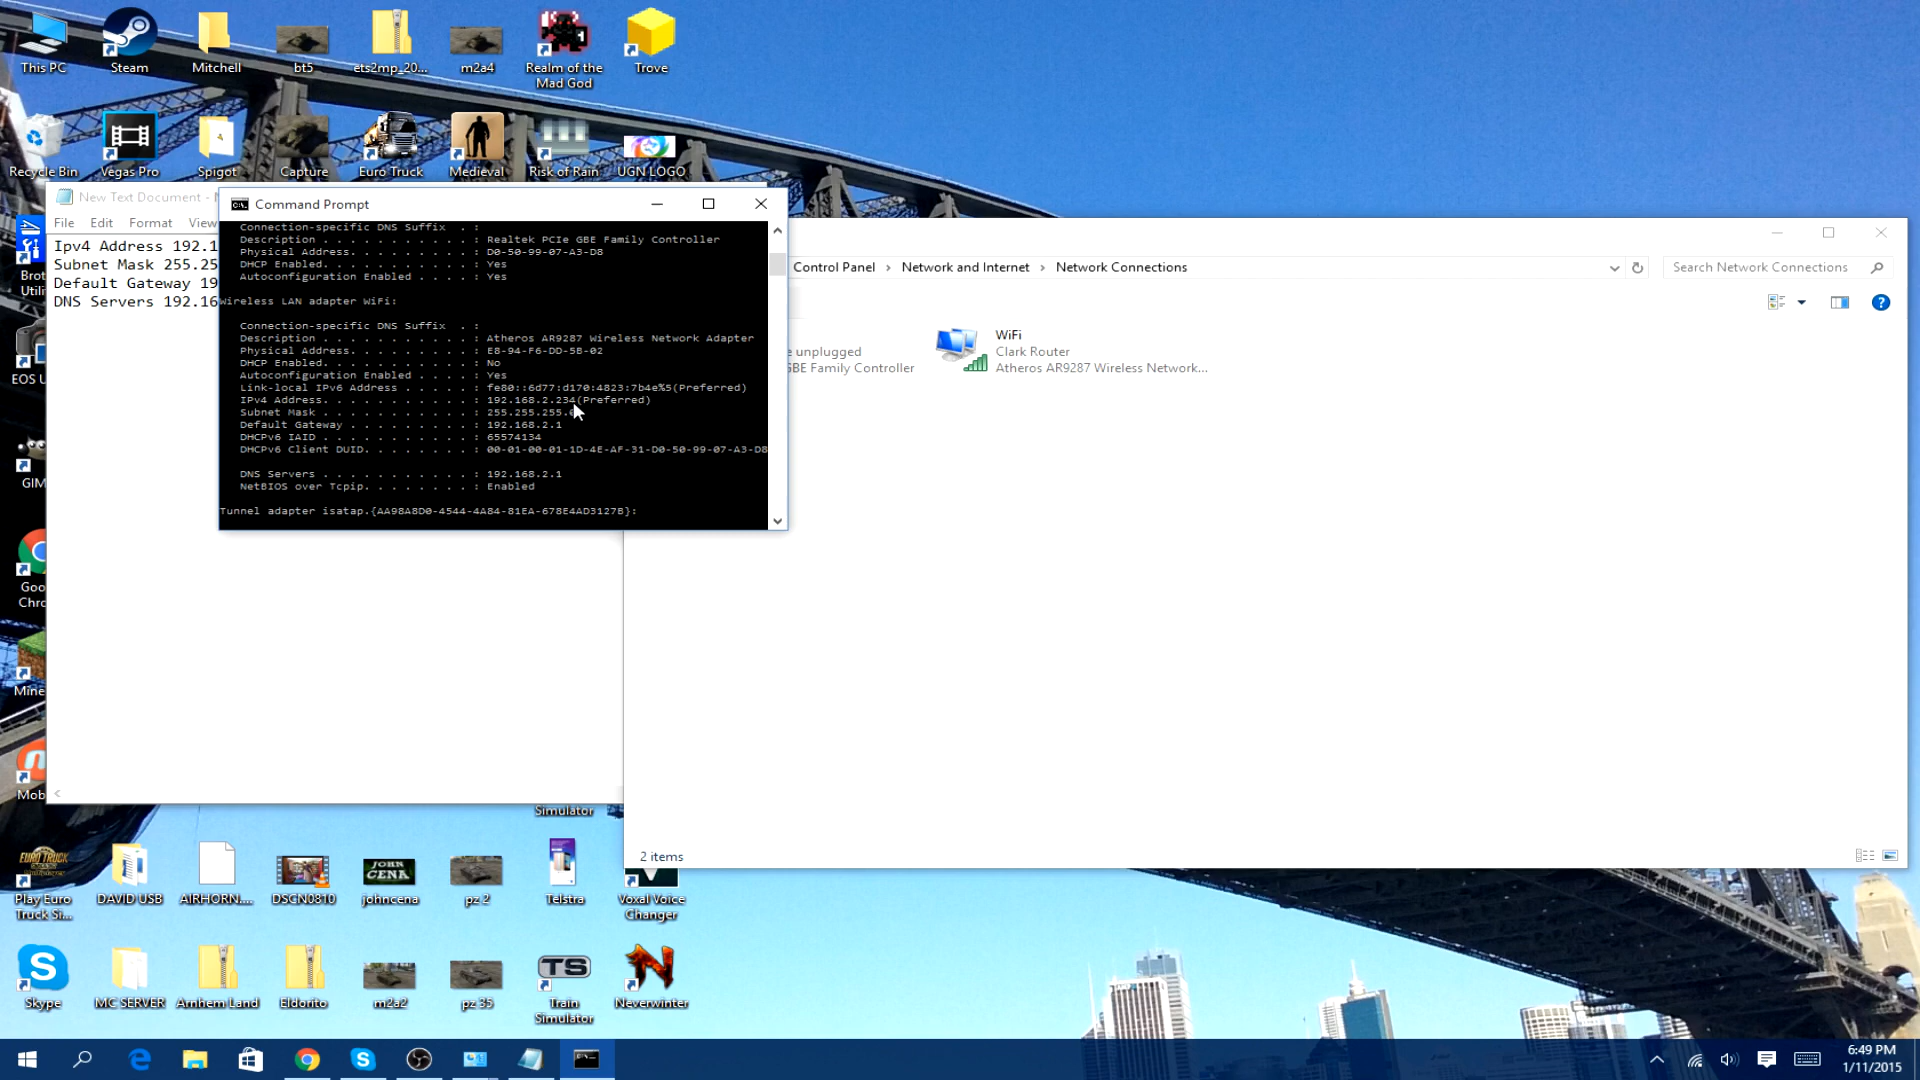 This PC
Steam
Mitchell
bt5
ets2mp_20...
m2a4
Realm of the
Mad God
Trove
Recycle Bin
Vegas Pro
Spigot
Capture
Euro Truck
Medieval
Risk of Rain
UGN LOGO
New Text Document -
File Edit Format View
Ipv4 Address 192.1
Subnet Mask 255.25
Default Gateway 19
DNS Servers 192.16
Command Prompt
Connection-specific DNS Suffix . :
Description . . . . . . . . . . . : Realtek PCIe GBE Family Controller
Physical Address. . . . . . . . . : D0-50-99-07-A3-D8
DHCP Enabled. . . . . . . . . . . : Yes
Autoconfiguration Enabled . . . . : Yes
Wireless LAN adapter WiFi:
Connection-specific DNS Suffix . :
Description . . . . . . . . . . . : Atheros AR9287 Wireless Network Adapter
Physical Address. . . . . . . . . : E8-94-F6-DD-5B-02
DHCP Enabled. . . . . . . . . . . : No
Autoconfiguration Enabled . . . . : Yes
Link-local IPv6 Address . . . . . : fe80::6d77:d170:4823:7b4e%5(Preferred)
IPv4 Address. . . . . . . . . . . : 192.168.2.234(Preferred)
Subnet Mask . . . . . . . . . . . : 255.255.255.
Default Gateway . . . . . . . . . : 192.168.2.1
DHCPv6 IAID . . . . . . . . . . . : 65574134
DHCPv6 Client DUID. . . . . . . . : 00-01-00-01-1D-4E-AF-31-D0-50-99-07-A3-D8
DNS Servers . . . . . . . . . . . : 192.168.2.1
NetBIOS over Tcpip. . . . . . . . : Enabled
Tunnel adapter isatap.{AA98A8D0-4544-4A84-81EA-678E4AD3127B}:
Control Panel > Network and Internet > Network Connections
Search Network Connections
e unplugged
GBE Family Controller
WiFi
Clark Router
Atheros AR9287 Wireless Network...
2 items
Brot
Utili
EOS U
GIM
Goo
Chro
Mine
Mob
Simulator
Play Euro
Truck Si...
DAVID USB
AIRHORN....
DSCN0810
JOHN
CENA
johncena
pz 2
Telstra
Voxal Voice
Changer
Skype
MC SERVER
Arnhem Land
Eldorito
m2a2
pz 35
TS
Train
Simulator
Neverwinter
6:49 PM
1/11/2015